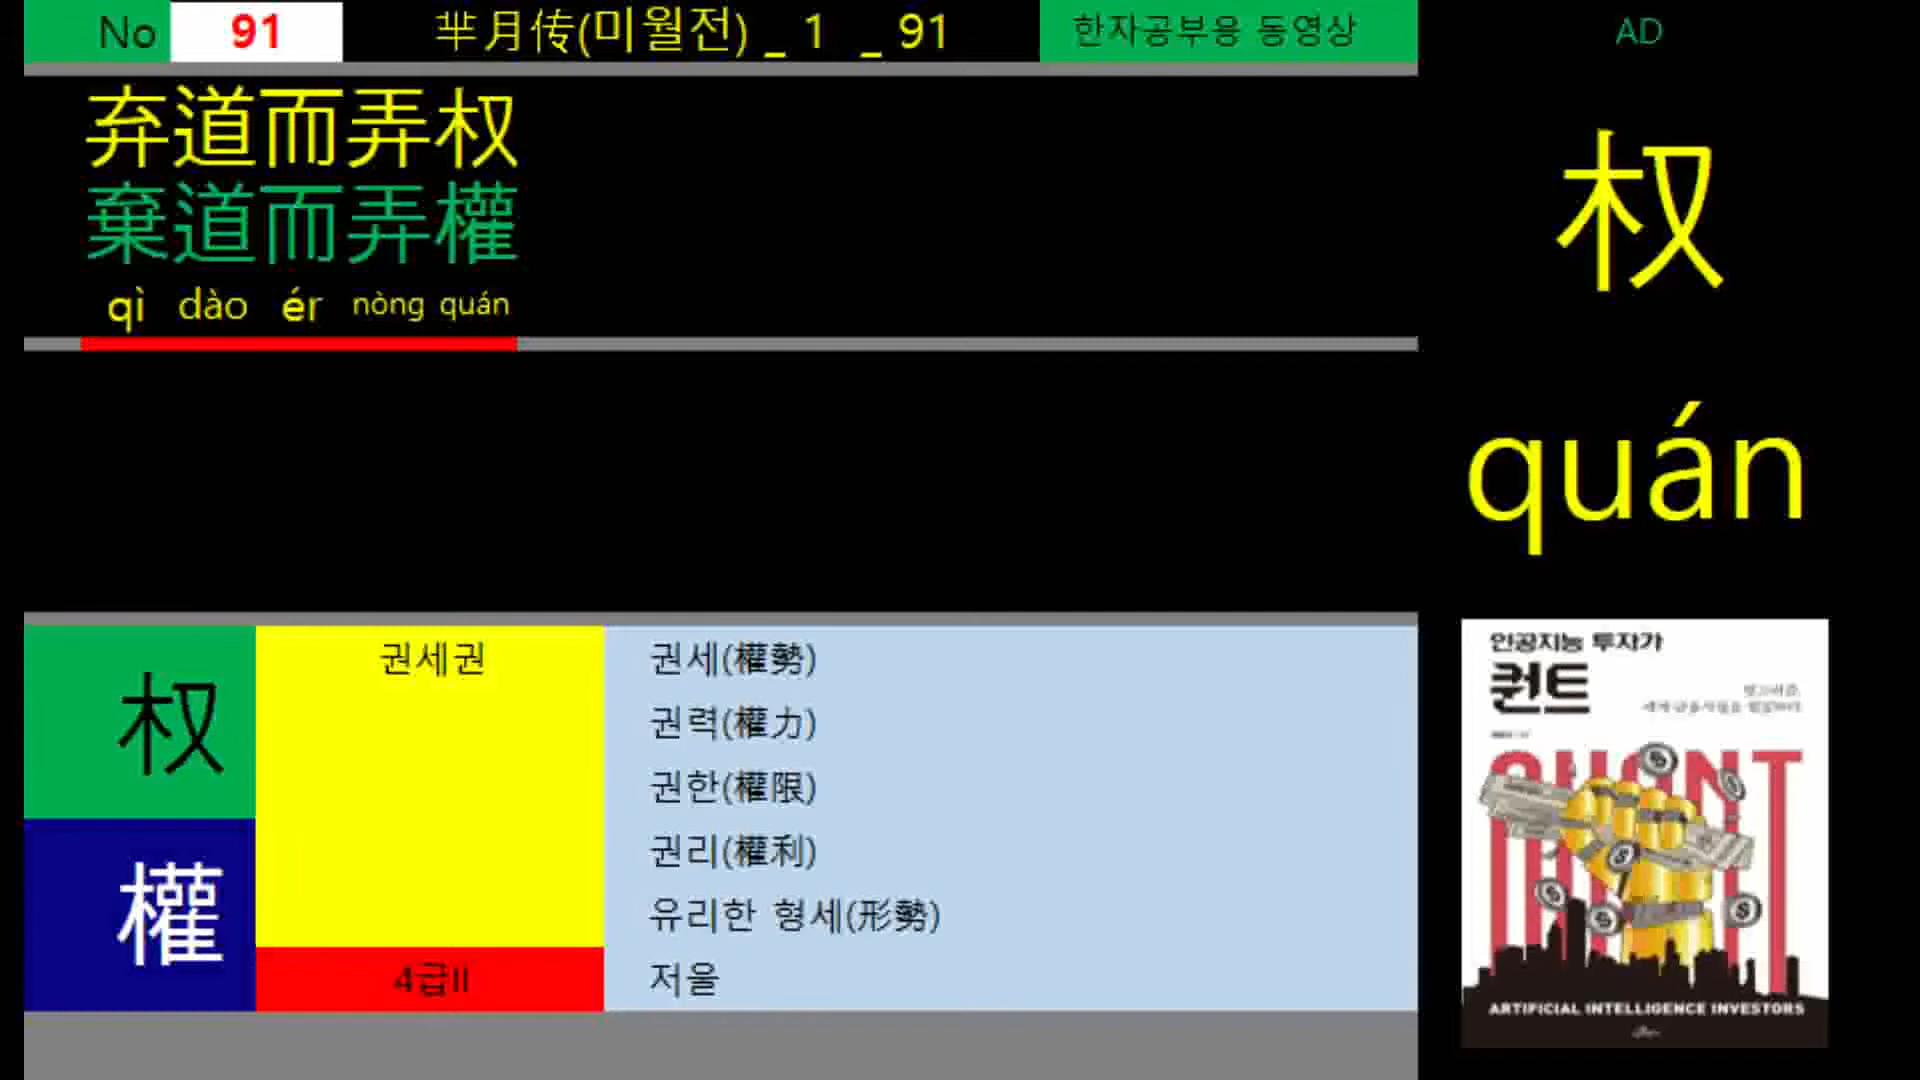 No 91 芈月传(미월전) _ 1 _ 91 한자공부용 동영상 AD
弃道而弄权
棄道而弄權
qì dào ér nòng quán
权
quán
权 권세권 권세(權勢)
권력(權力)
권한(權限)
권리(權利)
權 유리한 형세(形勢)
4급II 저울
인공지능 투자가
퀀트
QUANT
ARTIFICIAL INTELLIGENCE INVESTORS